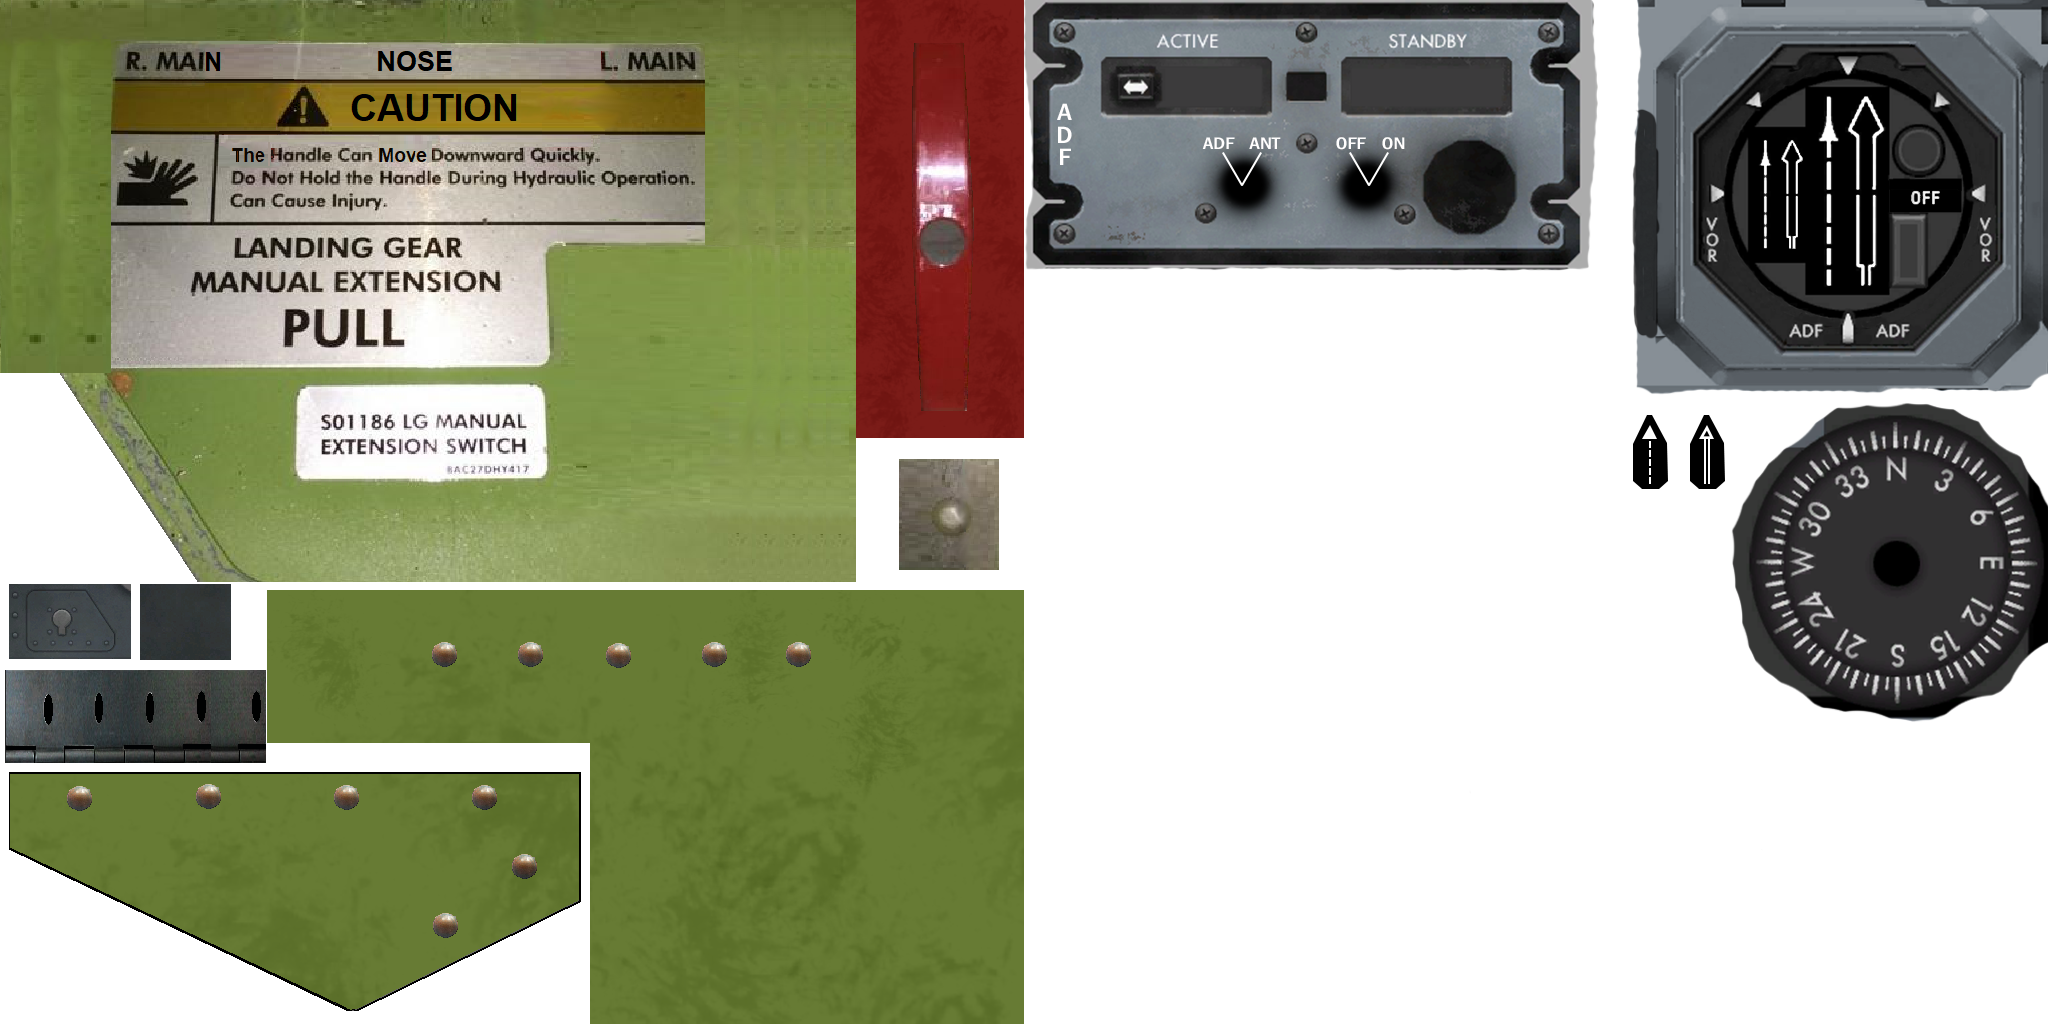 R. MAIN NOSE L. MAIN
CAUTION
The Handle Can Move Downward Quickly.
Do Not Hold the Handle During Hydraulic Operation.
Can Cause Injury.
LANDING GEAR
MANUAL EXTENSION
PULL
S01186 LG MANUAL
EXTENSION SWITCH
BAC27DHY417
ACTIVE STANDBY
ADF
ADF ANT OFF ON
OFF
VOR VOR
ADF ADF
N 3 6 E 12 15 S 21 24 W 30 33